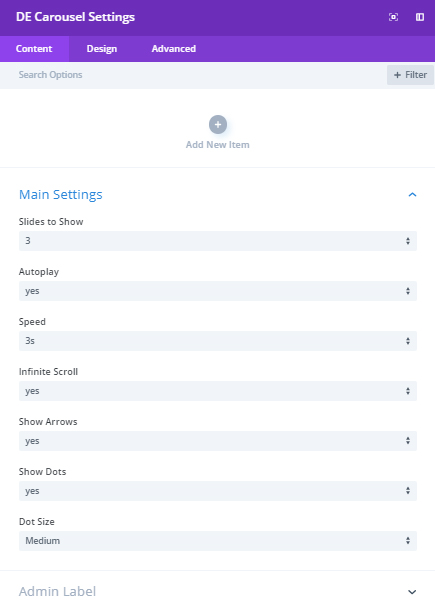 DE Carousel Settings
Content Design Advanced
Search Options + Filter
Add New Item
Main Settings
Slides to Show
3
Autoplay
yes
Speed
3s
Infinite Scroll
yes
Show Arrows
yes
Show Dots
yes
Dot Size
Medium
Admin Label